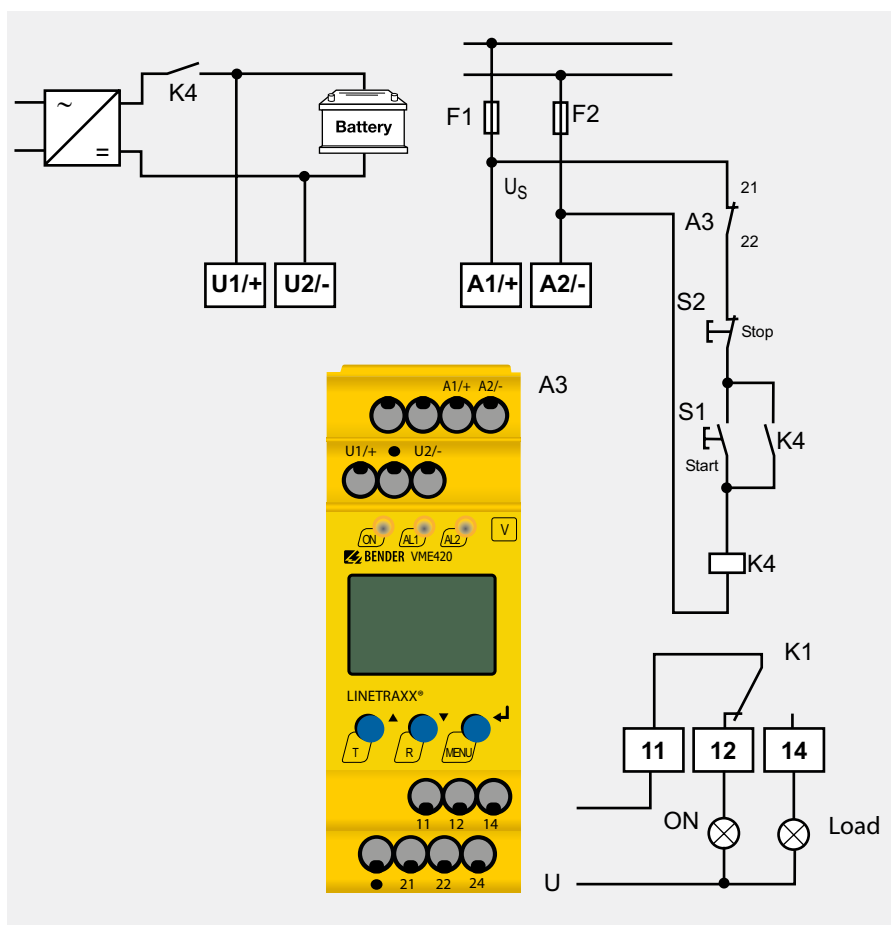 K4
~
=
Battery
U1/+ U2/-
F1 F2
U_S
A1/+ A2/-
21
A3
22
S2
Stop
S1
Start
K4
K4
A3
A1/+ A2/-
U1/+ U2/-
ON AL1 AL2 V
BENDER VME420
LINETRAXX®
T R MENU
11 12 14
21 22 24
K1
11 12 14
ON Load
U